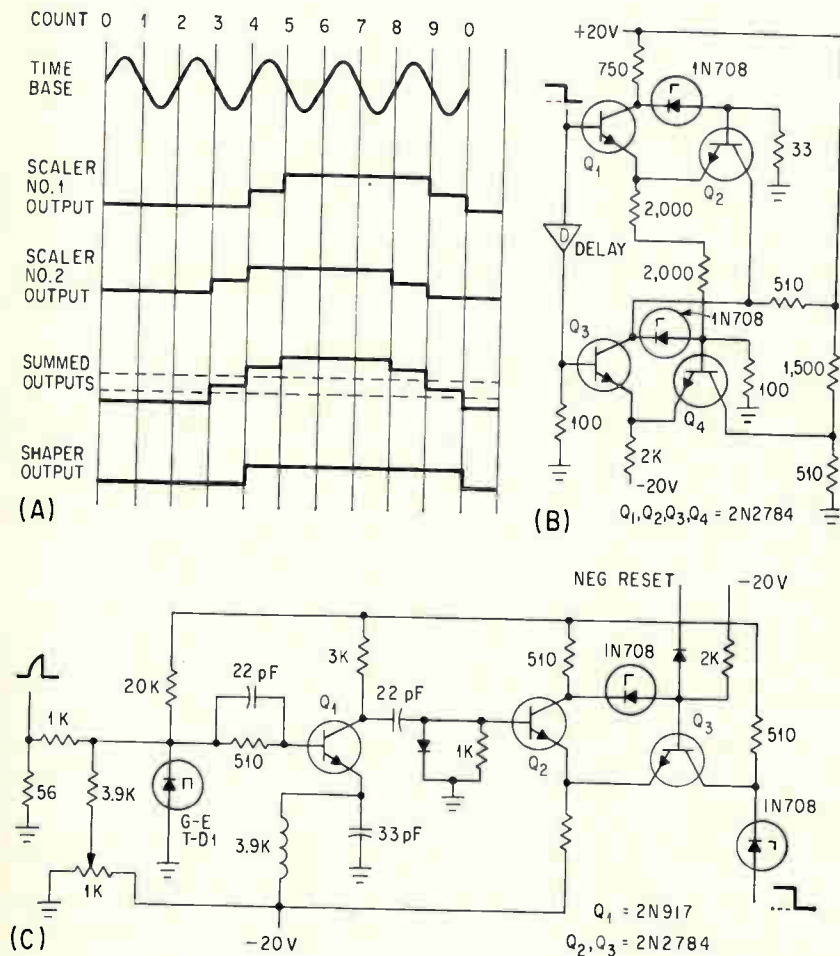 COUNT 0 1 2 3 4 5 6 7 8 9 0
TIME
BASE
SCALER
NO.1
OUTPUT
SCALER
NO.2
OUTPUT
SUMMED
OUTPUTS
SHAPER
OUTPUT
(A)
+20V
750
1N708
Q1
Q2
33
2,000
D
DELAY
2,000
510
1N708
Q3
1,500
100
100
Q4
2K
-20V
510
(B)
Q1,Q2,Q3,Q4 = 2N2784
NEG RESET
-20V
20K
22 pF
3K
510
1N708
2K
Q1
22 pF
Q3
1K
510
1K
Q2
510
56
3.9K
G-E
T-D1
3.9K
33pF
1N708
1K
-20V
Q1 = 2N917
Q2,Q3 = 2N2784
(C)